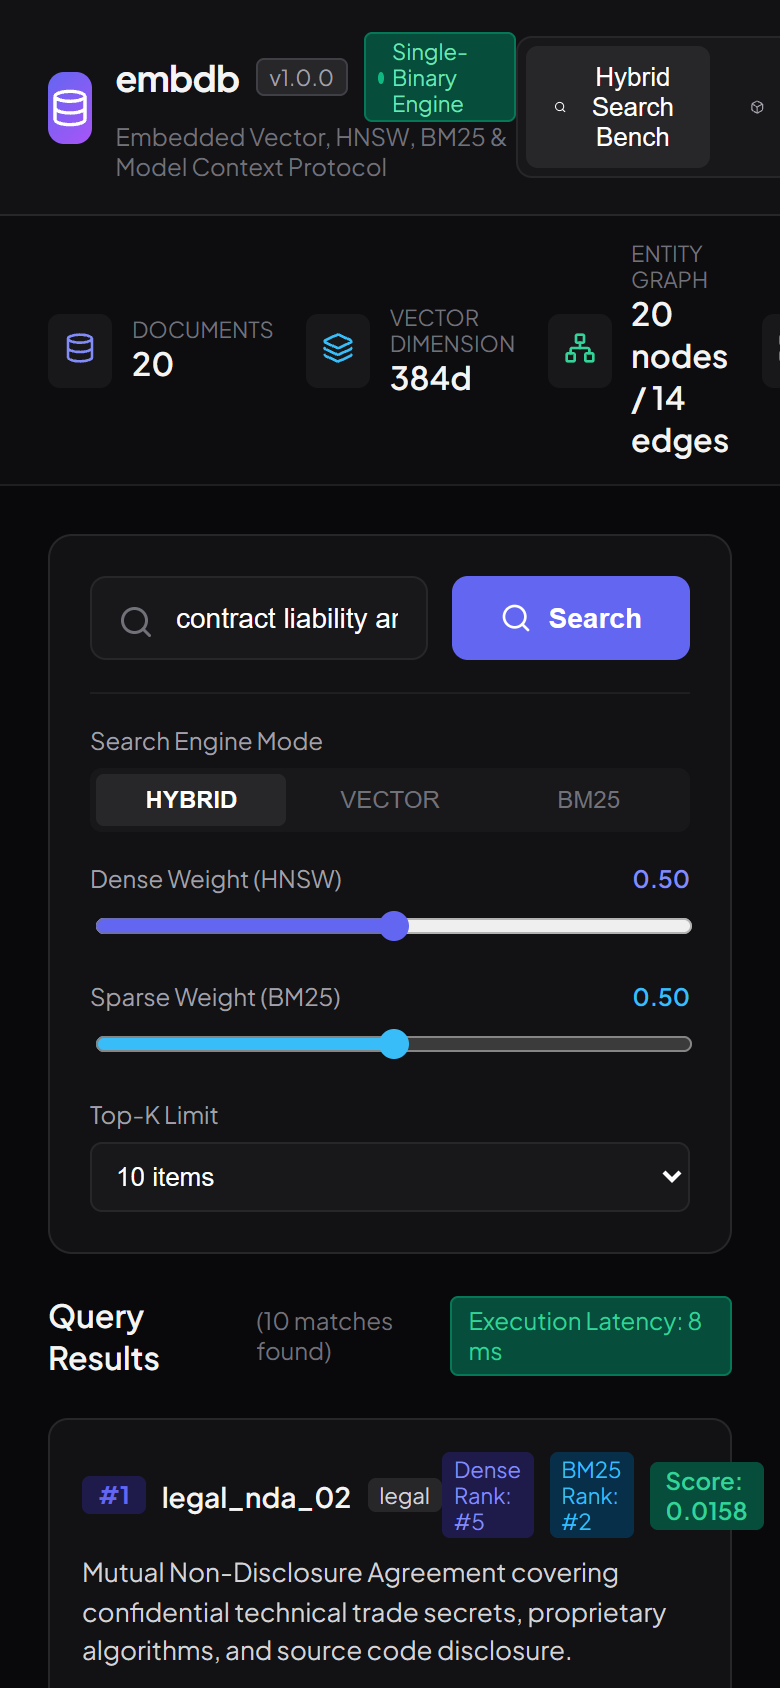 embdb
v1.0.0
Single-
Binary
Engine
Embedded Vector, HNSW, BM25 &
Model Context Protocol
Hybrid
Search
Bench
DOCUMENTS
20
VECTOR
DIMENSION
384d
ENTITY
GRAPH
20
nodes
/ 14
edges
contract liability ar
Search
Search Engine Mode
HYBRID
VECTOR
BM25
Dense Weight (HNSW)
0.50
Sparse Weight (BM25)
0.50
Top-K Limit
10 items
Query
Results
(10 matches
found)
Execution Latency: 8
ms
#1
legal_nda_02
legal
Dense
Rank:
#5
BM25
Rank:
#2
Score:
0.0158
Mutual Non-Disclosure Agreement covering
confidential technical trade secrets, proprietary
algorithms, and source code disclosure.